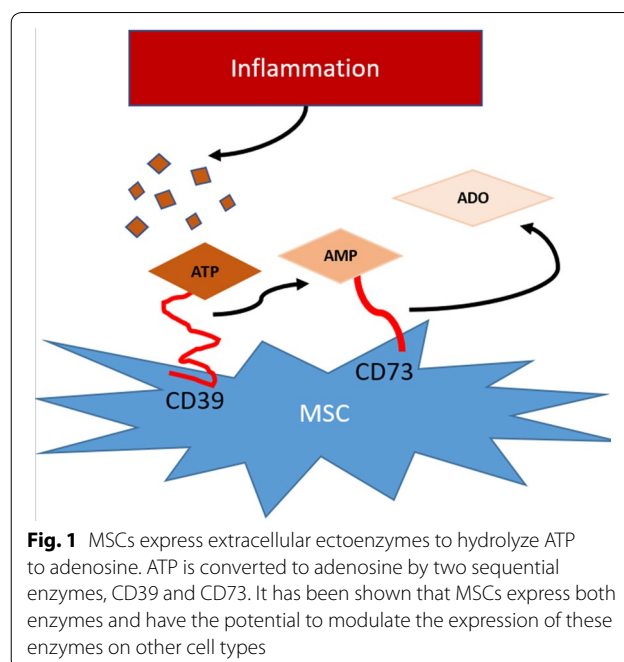 Inflammation
ADO
AMP
ATP
CD39
CD73
MSC
Fig. 1 MSCs express extracellular ectoenzymes to hydrolyze ATP
to adenosine. ATP is converted to adenosine by two sequential
enzymes, CD39 and CD73. It has been shown that MSCs express both
enzymes and have the potential to modulate the expression of these
enzymes on other cell types